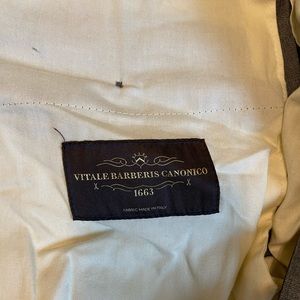 VITALE BARBERIS CANONICO
1663
FABRIC MADE IN ITALY